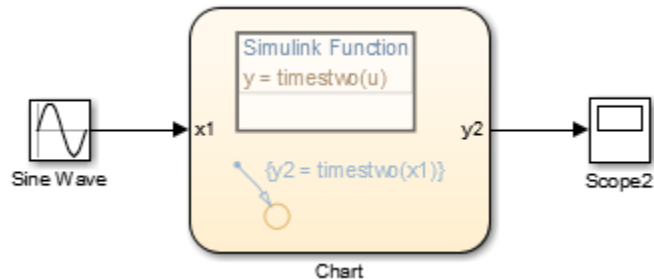 Simulink Function
y = timestwo(u)
x1
y2
{y2 = timestwo(x1)}
Sine Wave
Scope2
Chart